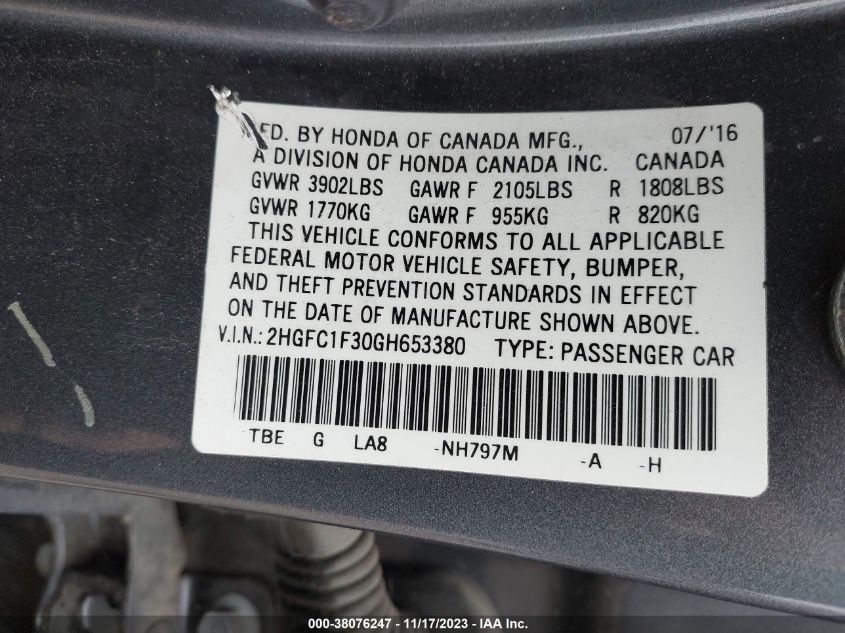 FD. BY HONDA OF CANADA MFG., 07/'16
A DIVISION OF HONDA CANADA INC. CANADA
GVWR 3902LBS GAWR F 2105LBS R 1808LBS
GVWR 1770KG GAWR F 955KG R 820KG
THIS VEHICLE CONFORMS TO ALL APPLICABLE
FEDERAL MOTOR VEHICLE SAFETY, BUMPER,
AND THEFT PREVENTION STANDARDS IN EFFECT
ON THE DATE OF MANUFACTURE SHOWN ABOVE.
V.I.N.: 2HGFC1F30GH653380 TYPE: PASSENGER CAR
TBE G LA8 -NH797M -A -H
000-38076247 - 11/17/2023 - IAA Inc.